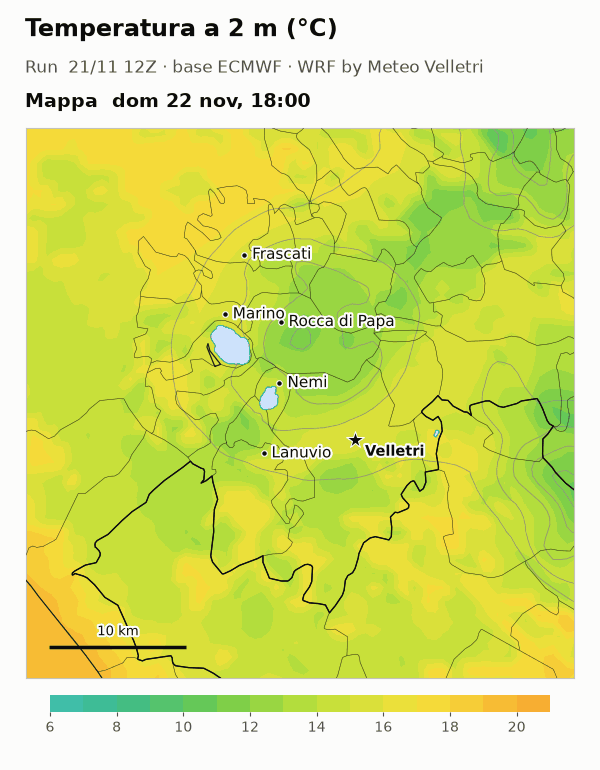 Temperatura a 2 m (°C)
Run  21/11 12Z · base ECMWF · WRF by Meteo Velletri
Mappa  dom 22 nov, 18:00
Frascati
Marino
Rocca di Papa
Nemi
Lanuvio
Velletri
10 km
6 8 10 12 14 16 18 20